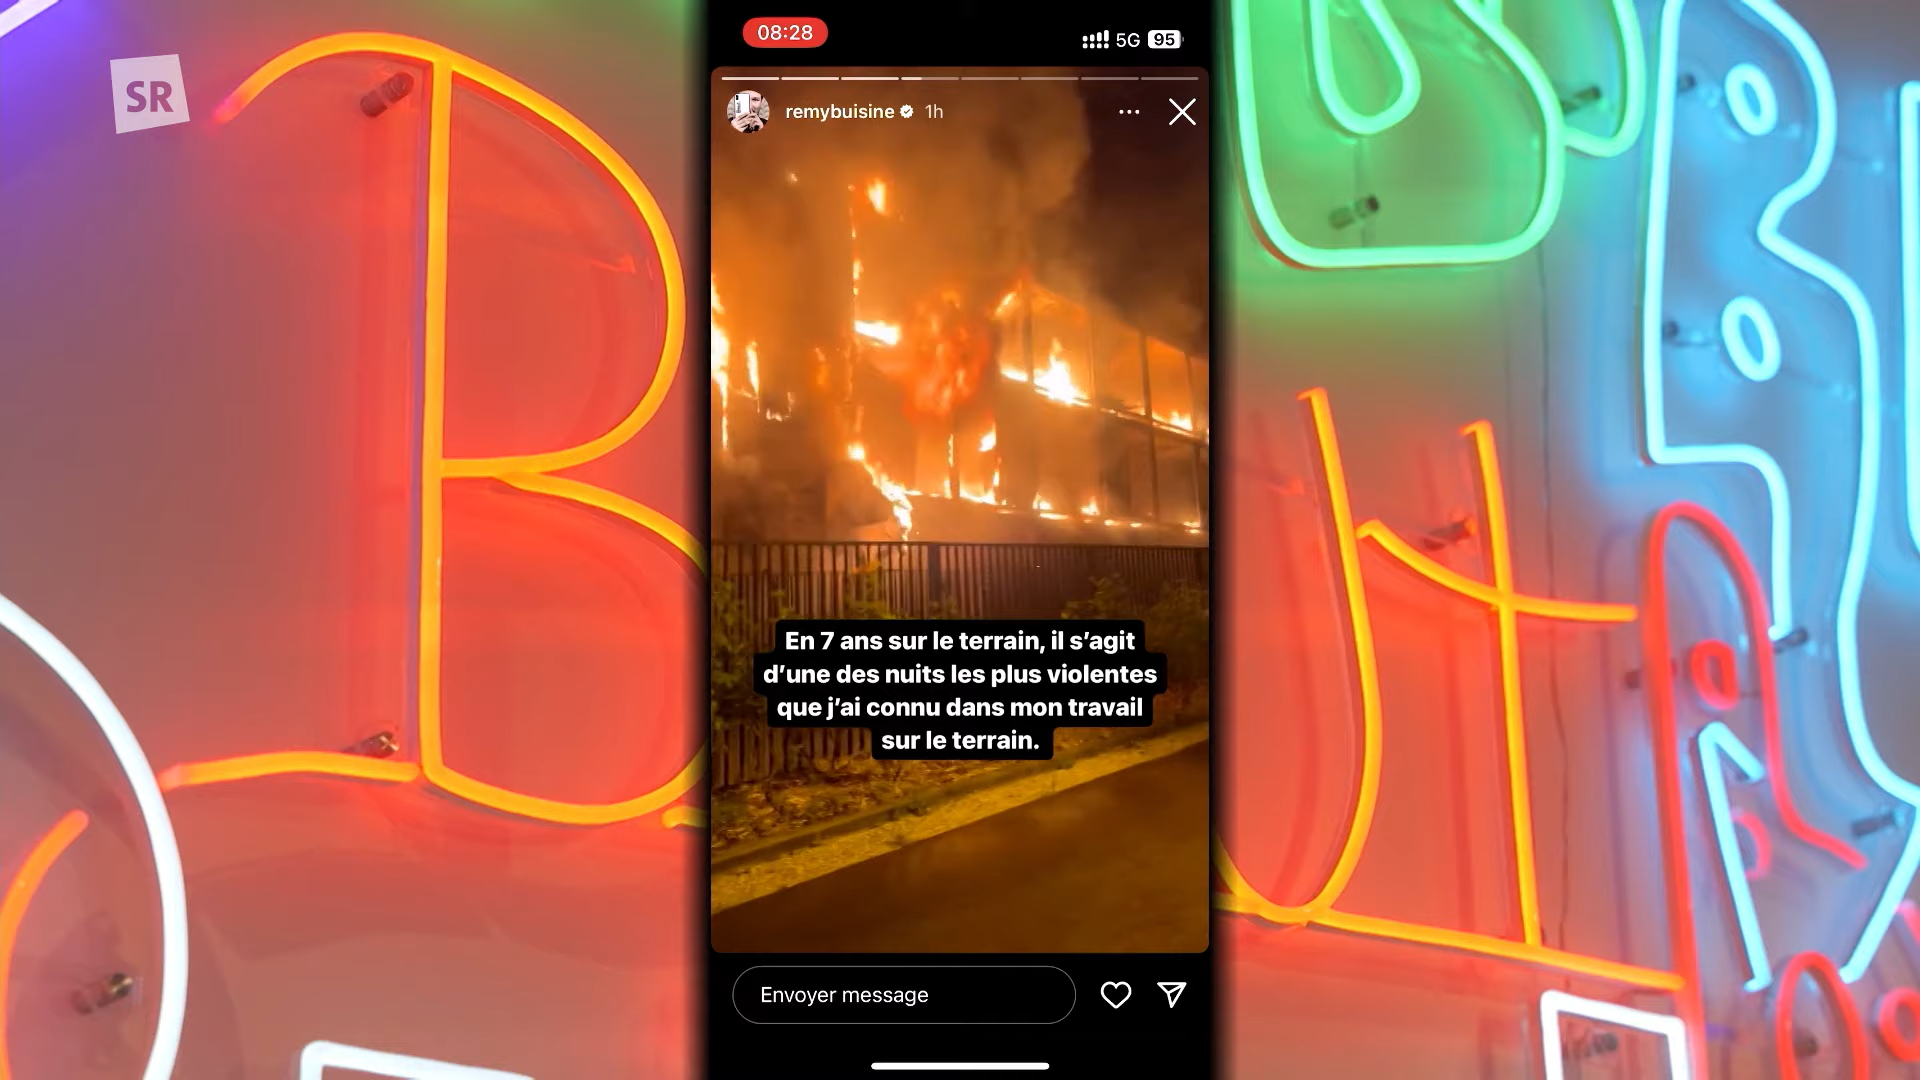 SR
08:28
5G 95
remybuisine 1h
En 7 ans sur le terrain, il s’agit
d’une des nuits les plus violentes
que j’ai connu dans mon travail
sur le terrain.
Envoyer message
B